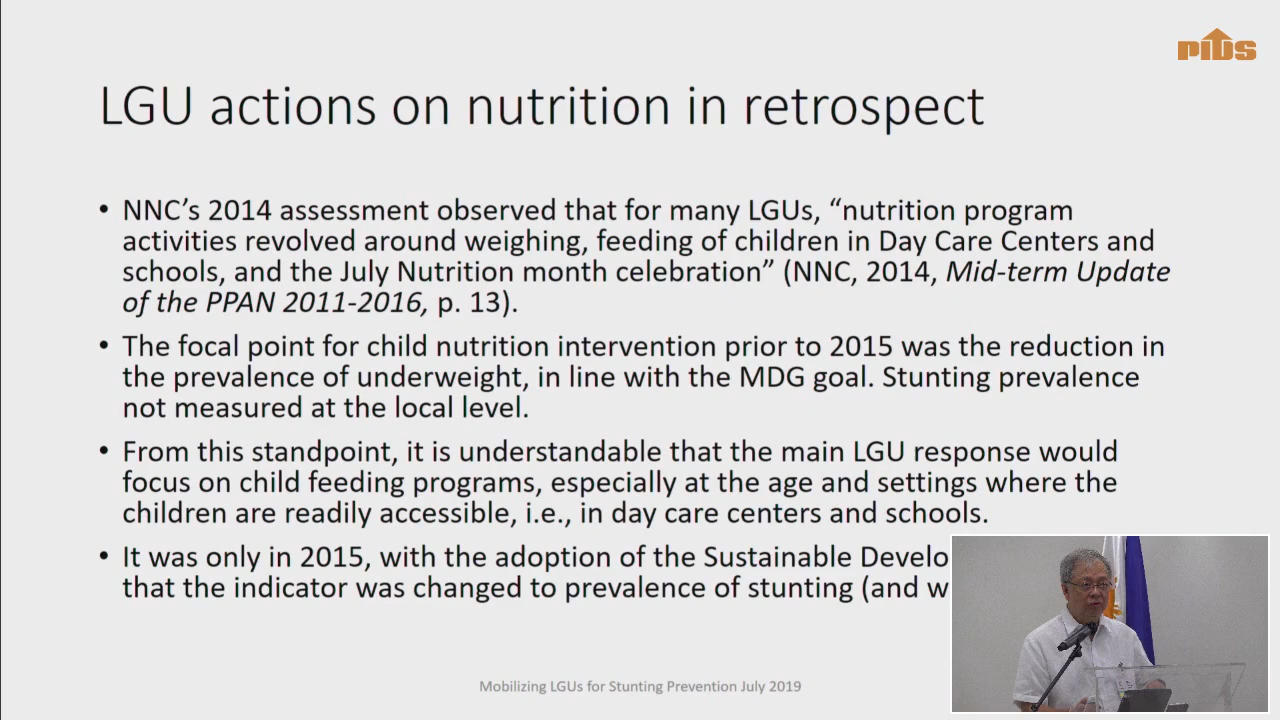 PIDS
LGU actions on nutrition in retrospect
• NNC’s 2014 assessment observed that for many LGUs, “nutrition program
activities revolved around weighing, feeding of children in Day Care Centers and
schools, and the July Nutrition month celebration” (NNC, 2014, Mid-term Update
of the PPAN 2011-2016, p. 13).
• The focal point for child nutrition intervention prior to 2015 was the reduction in
the prevalence of underweight, in line with the MDG goal. Stunting prevalence
not measured at the local level.
• From this standpoint, it is understandable that the main LGU response would
focus on child feeding programs, especially at the age and settings where the
children are readily accessible, i.e., in day care centers and schools.
• It was only in 2015, with the adoption of the Sustainable Develo
that the indicator was changed to prevalence of stunting (and w
Mobilizing LGUs for Stunting Prevention July 2019